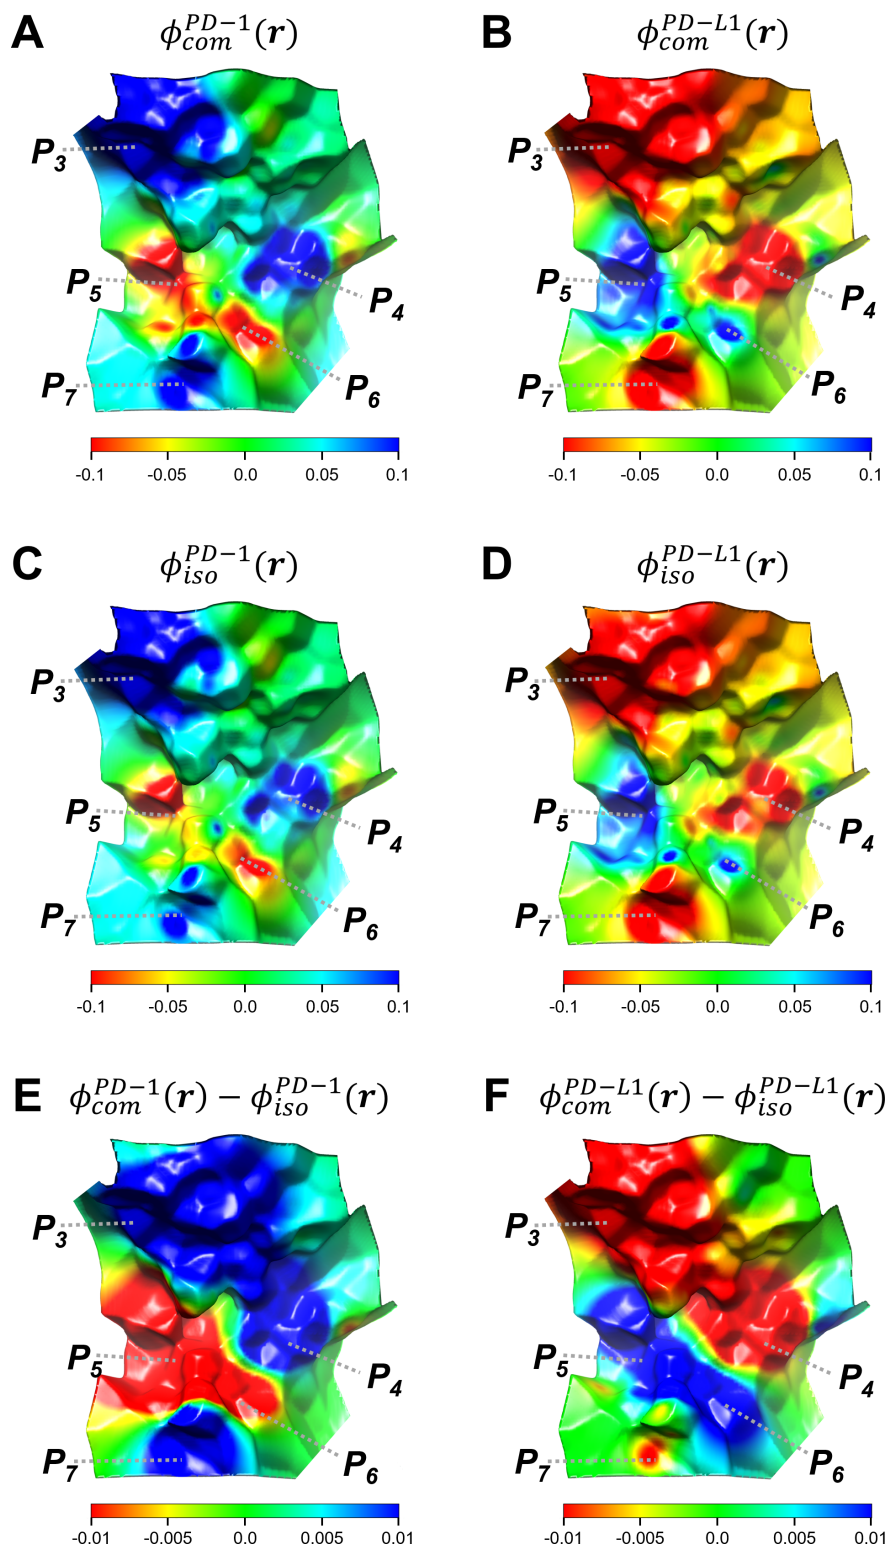 A ϕ_com^PD−1(r) B ϕ_com^PD−L1(r)
P3 P3
P5 P4 P5 P4
P7 P6 P7 P6
-0.1 -0.05 0.0 0.05 0.1 -0.1 -0.05 0.0 0.05 0.1
C ϕ_iso^PD−1(r) D ϕ_iso^PD−L1(r)
P3 P3
P5 P4 P5 P4
P7 P6 P7 P6
-0.1 -0.05 0.0 0.05 0.1 -0.1 -0.05 0.0 0.05 0.1
E ϕ_com^PD−1(r) − ϕ_iso^PD−1(r) F ϕ_com^PD−L1(r) − ϕ_iso^PD−L1(r)
P3 P3
P5 P4 P5 P4
P7 P6 P7 P6
-0.01 -0.005 0.0 0.005 0.01 -0.01 -0.005 0.0 0.005 0.01